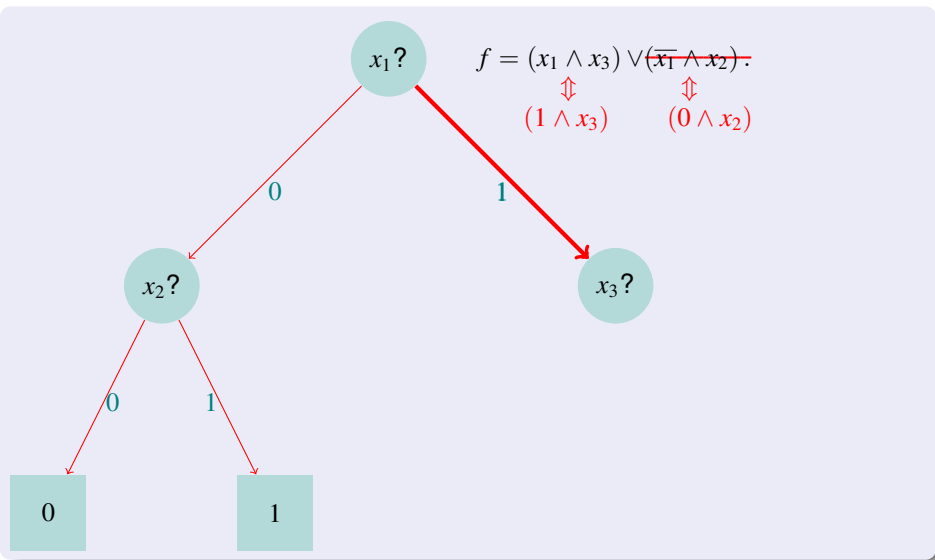 x₁? f = (x₁ ∧ x₃) ∨ (x̅₁ ∧ x₂) .
⇕ ⇕
(1 ∧ x₃) (0 ∧ x₂)
0 1
x₂? x₃?
0 1
0 1